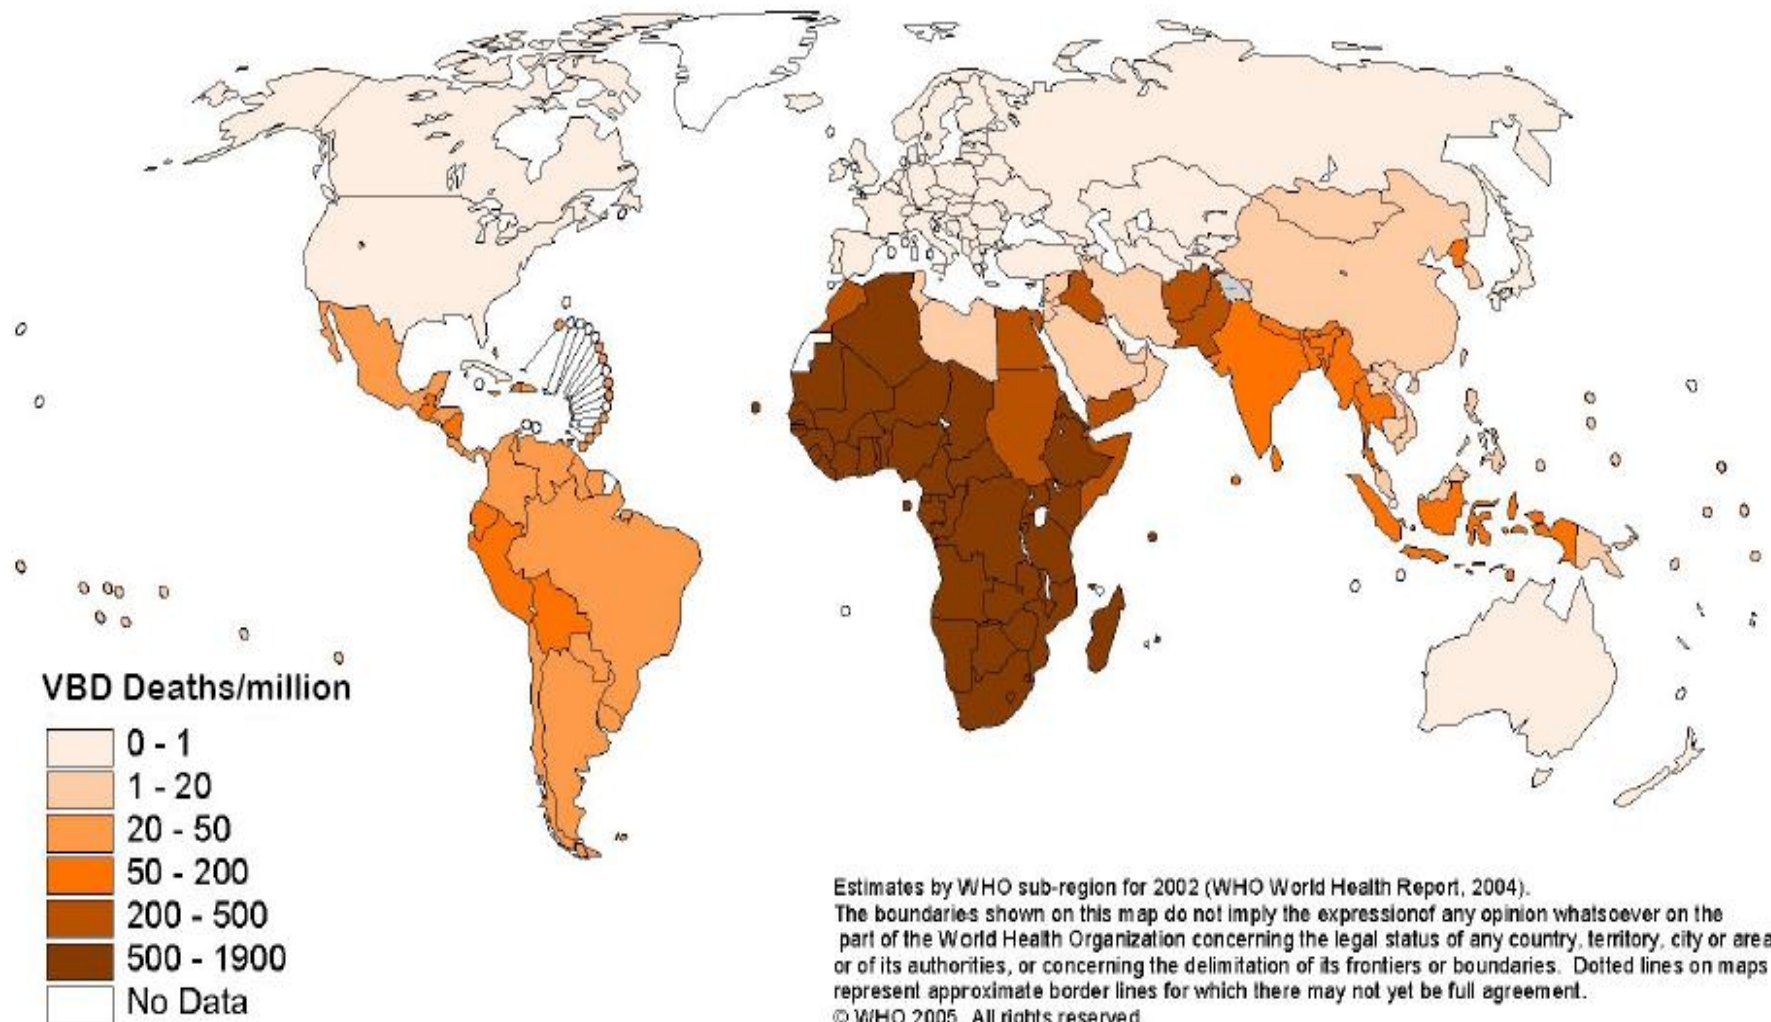 VBD Deaths/million
0 - 1
1 - 20
20 - 50
50 - 200
200 - 500
500 - 1900
No Data
Estimates by WHO sub-region for 2002 (WHO World Health Report, 2004).
The boundaries shown on this map do not imply the expressionof any opinion whatsoever on the
part of the World Health Organization concerning the legal status of any country, territory, city or area
or of its authorities, or concerning the delimitation of its frontiers or boundaries. Dotted lines on maps
represent approximate border lines for which there may not yet be full agreement.
© WHO 2005. All rights reserved